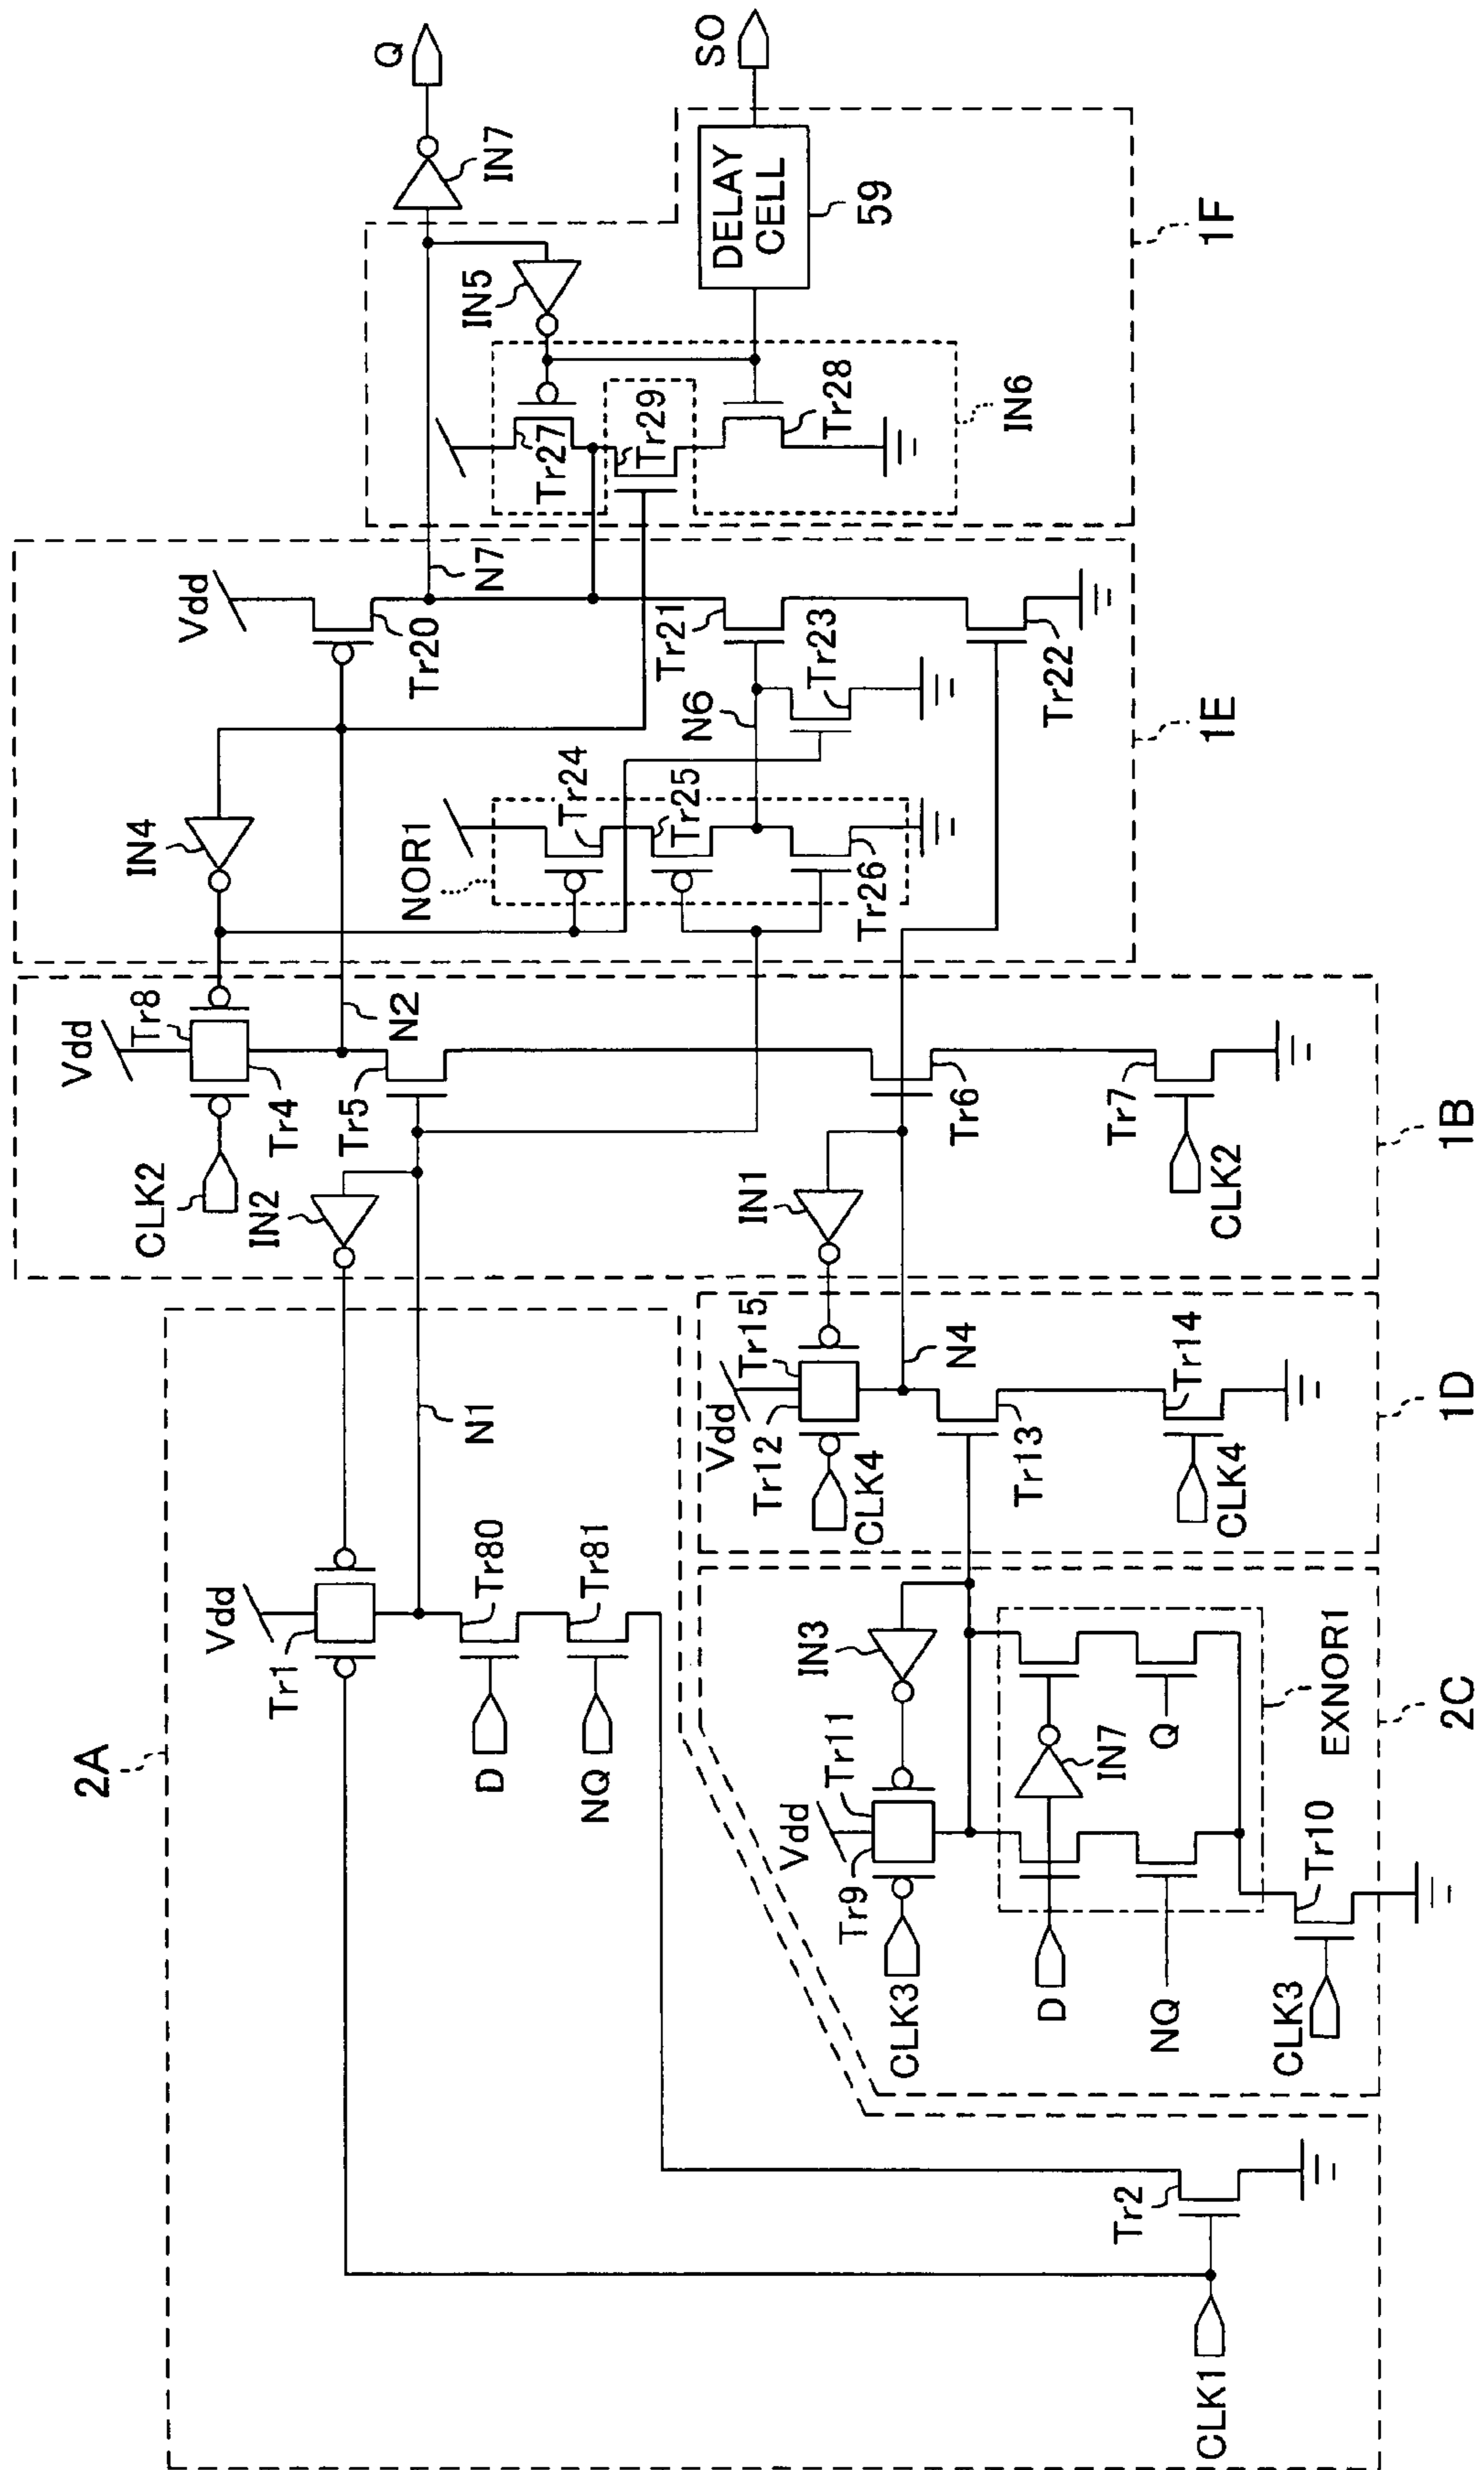 2A
CLK1
Tr2
Vdd
Tr1
D
Tr80
NQ
Tr81
N1
2C
CLK3
Vdd
Tr9
Tr11
IN3
D
NQ
IN7
Q
EXNOR1
CLK3
Tr10
1D
Vdd
Tr12
Tr15
CLK4
N4
Tr13
Tr14
CLK4
1B
Vdd
Tr8
CLK2
Tr4
N2
IN2
Tr5
IN1
Tr6
Tr7
CLK2
1E
Vdd
IN4
Tr20
N7
NOR1
Tr24
Tr25
Tr26
N6
Tr21
Tr23
Tr22
1F
IN5
Tr27
Tr29
Tr28
IN6
IN7
Q
DELAY
CELL
59
SO